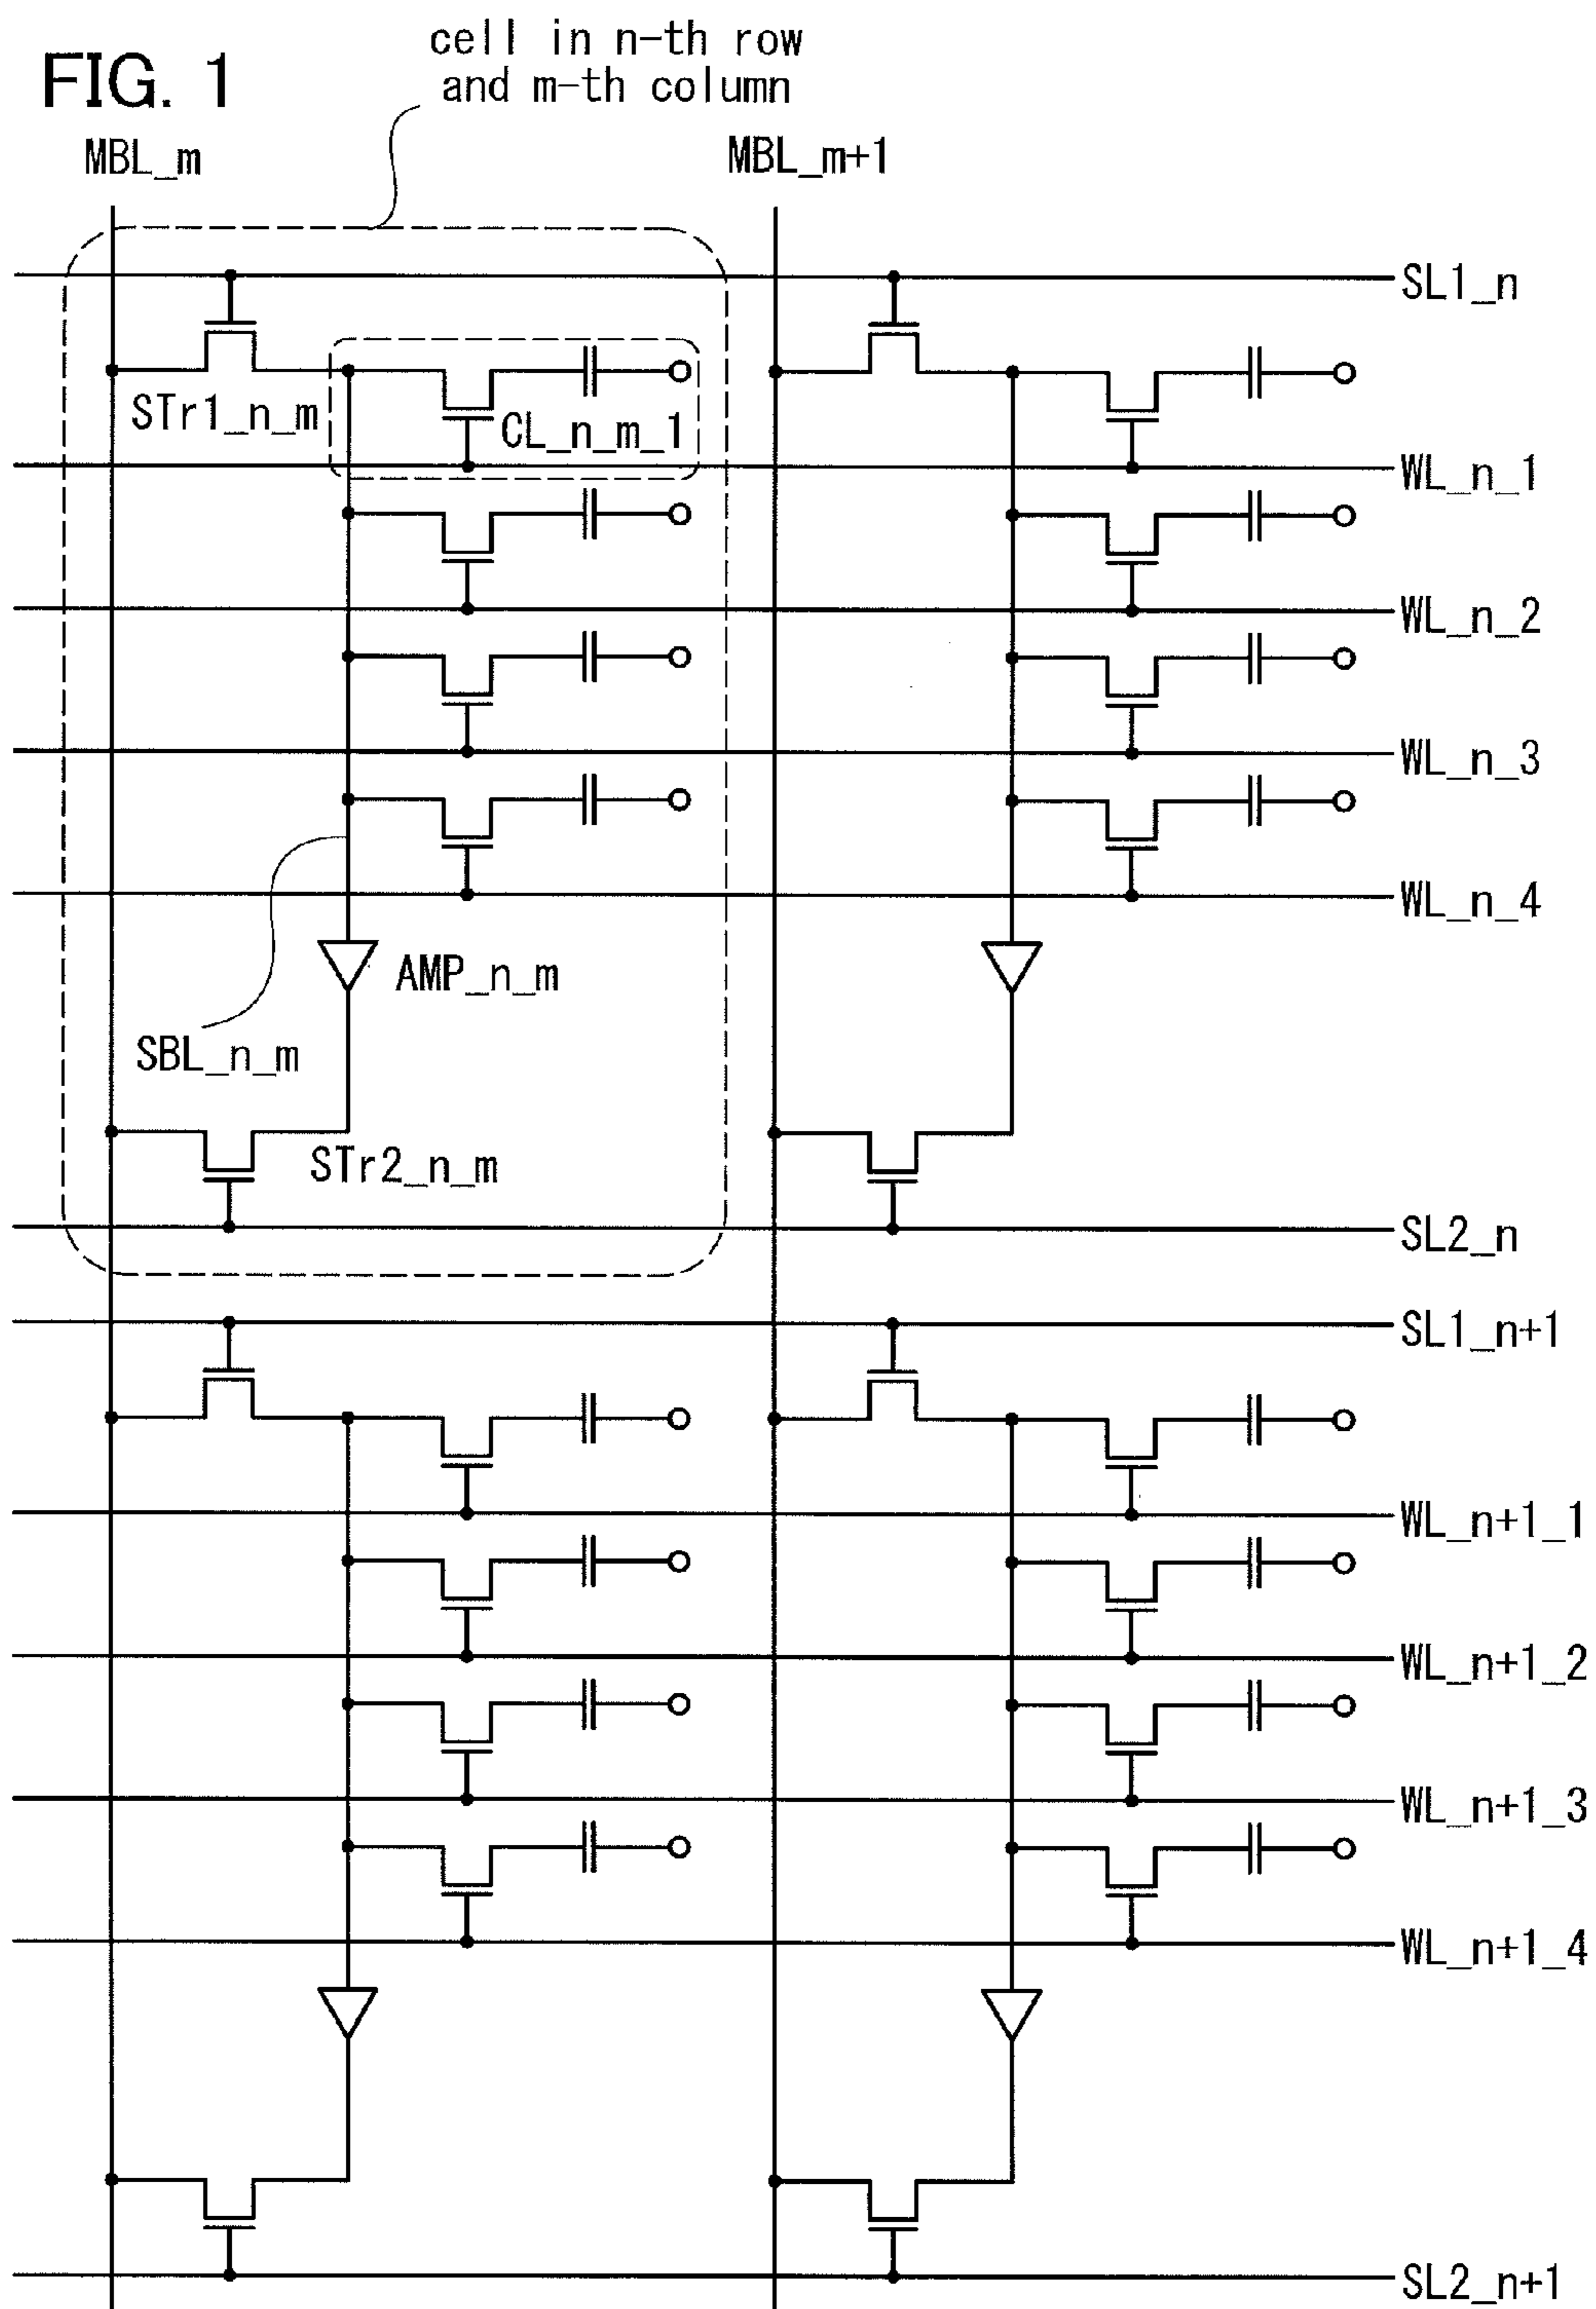 FIG. 1
cell in n-th row
and m-th column
MBL_m
MBL_m+1
SL1_n
STr1_n_m
CL_n_m_1
WL_n_1
WL_n_2
WL_n_3
WL_n_4
AMP_n_m
SBL_n_m
STr2_n_m
SL2_n
SL1_n+1
WL_n+1_1
WL_n+1_2
WL_n+1_3
WL_n+1_4
SL2_n+1